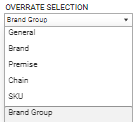 OVERRATE SELECTION
Brand Group
General
Brand
Premise
Chain
SKU
Brand Group